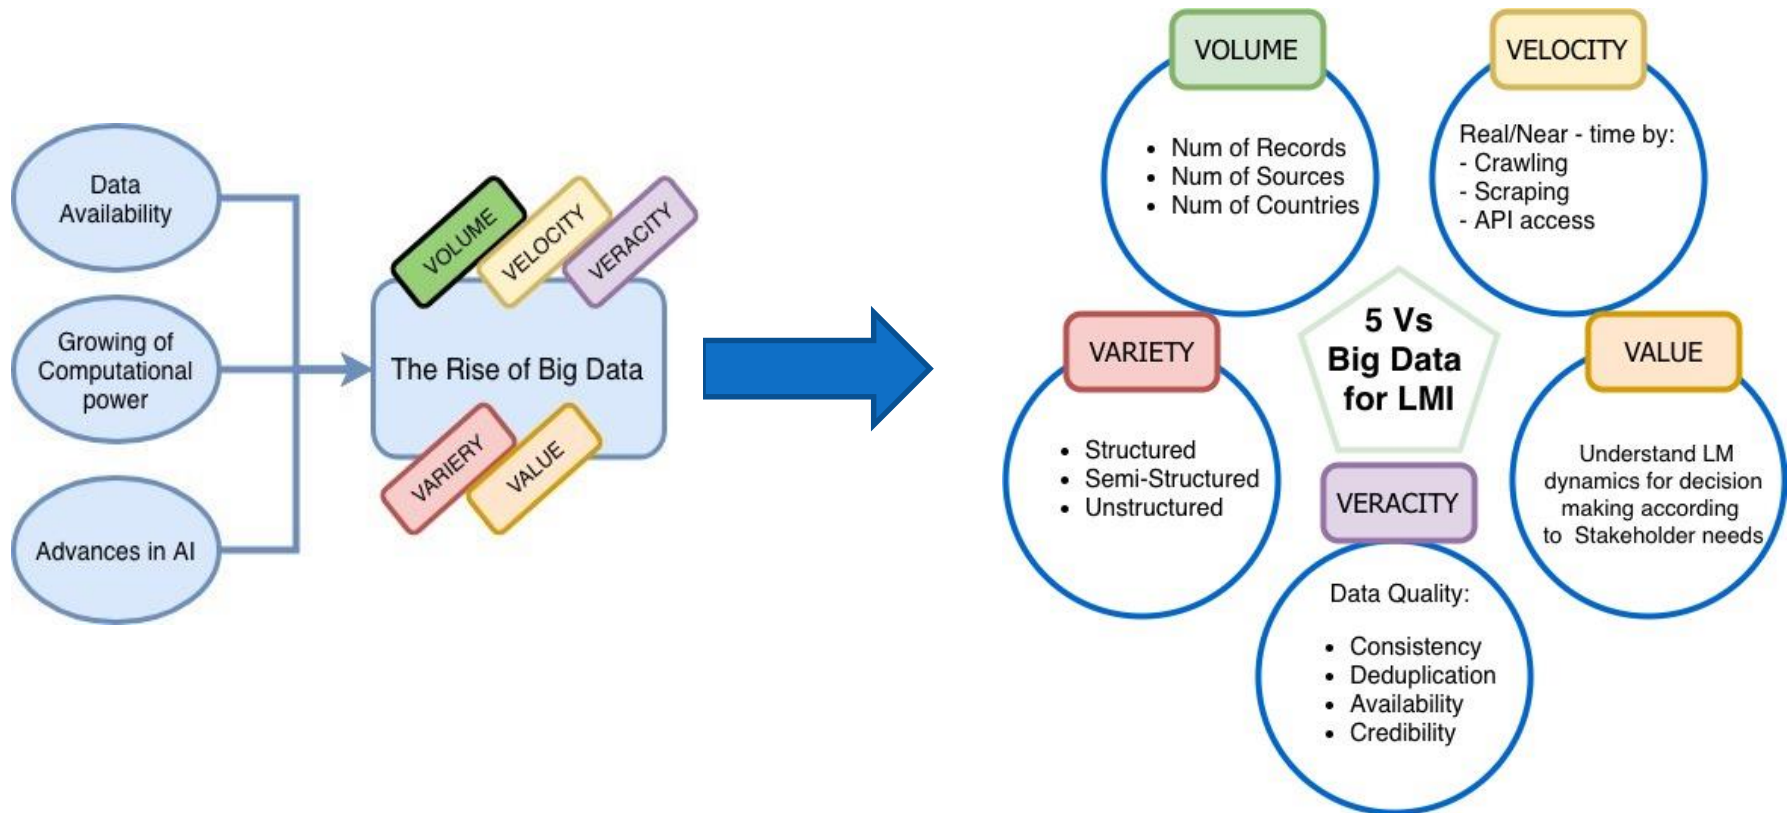 Data
Availability
Growing of
Computational
power
Advances in AI
VOLUME
VELOCITY
VERACITY
The Rise of Big Data
VARIERY
VALUE
VOLUME
• Num of Records
• Num of Sources
• Num of Countries
VELOCITY
Real/Near - time by:
- Crawling
- Scraping
- API access
5 Vs
Big Data
for LMI
VARIETY
• Structured
• Semi-Structured
• Unstructured
VALUE
Understand LM
dynamics for decision
making according
to Stakeholder needs
VERACITY
Data Quality:
• Consistency
• Deduplication
• Availability
• Credibility